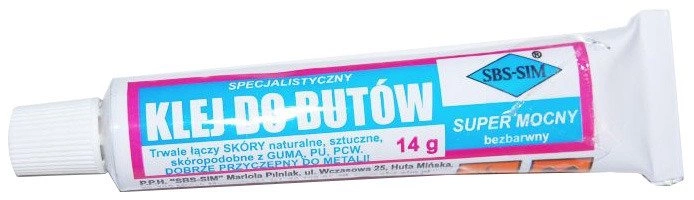 SPECJALISTYCZNY
KLEJ DO BUTÓW
Trwale łączy SKÓRY naturalne, sztuczne,
skóropodobne z GUMĄ, PU, PCW.
DOBRZE PRZYCZEPNY DO METALI!
14 g
P.P.H. "SBS-SIM" Mariola Pilniak, ul. Wczasowa 25, Huta Mińska,
SBS-SIM®
SUPER MOCNY
bezbarwny